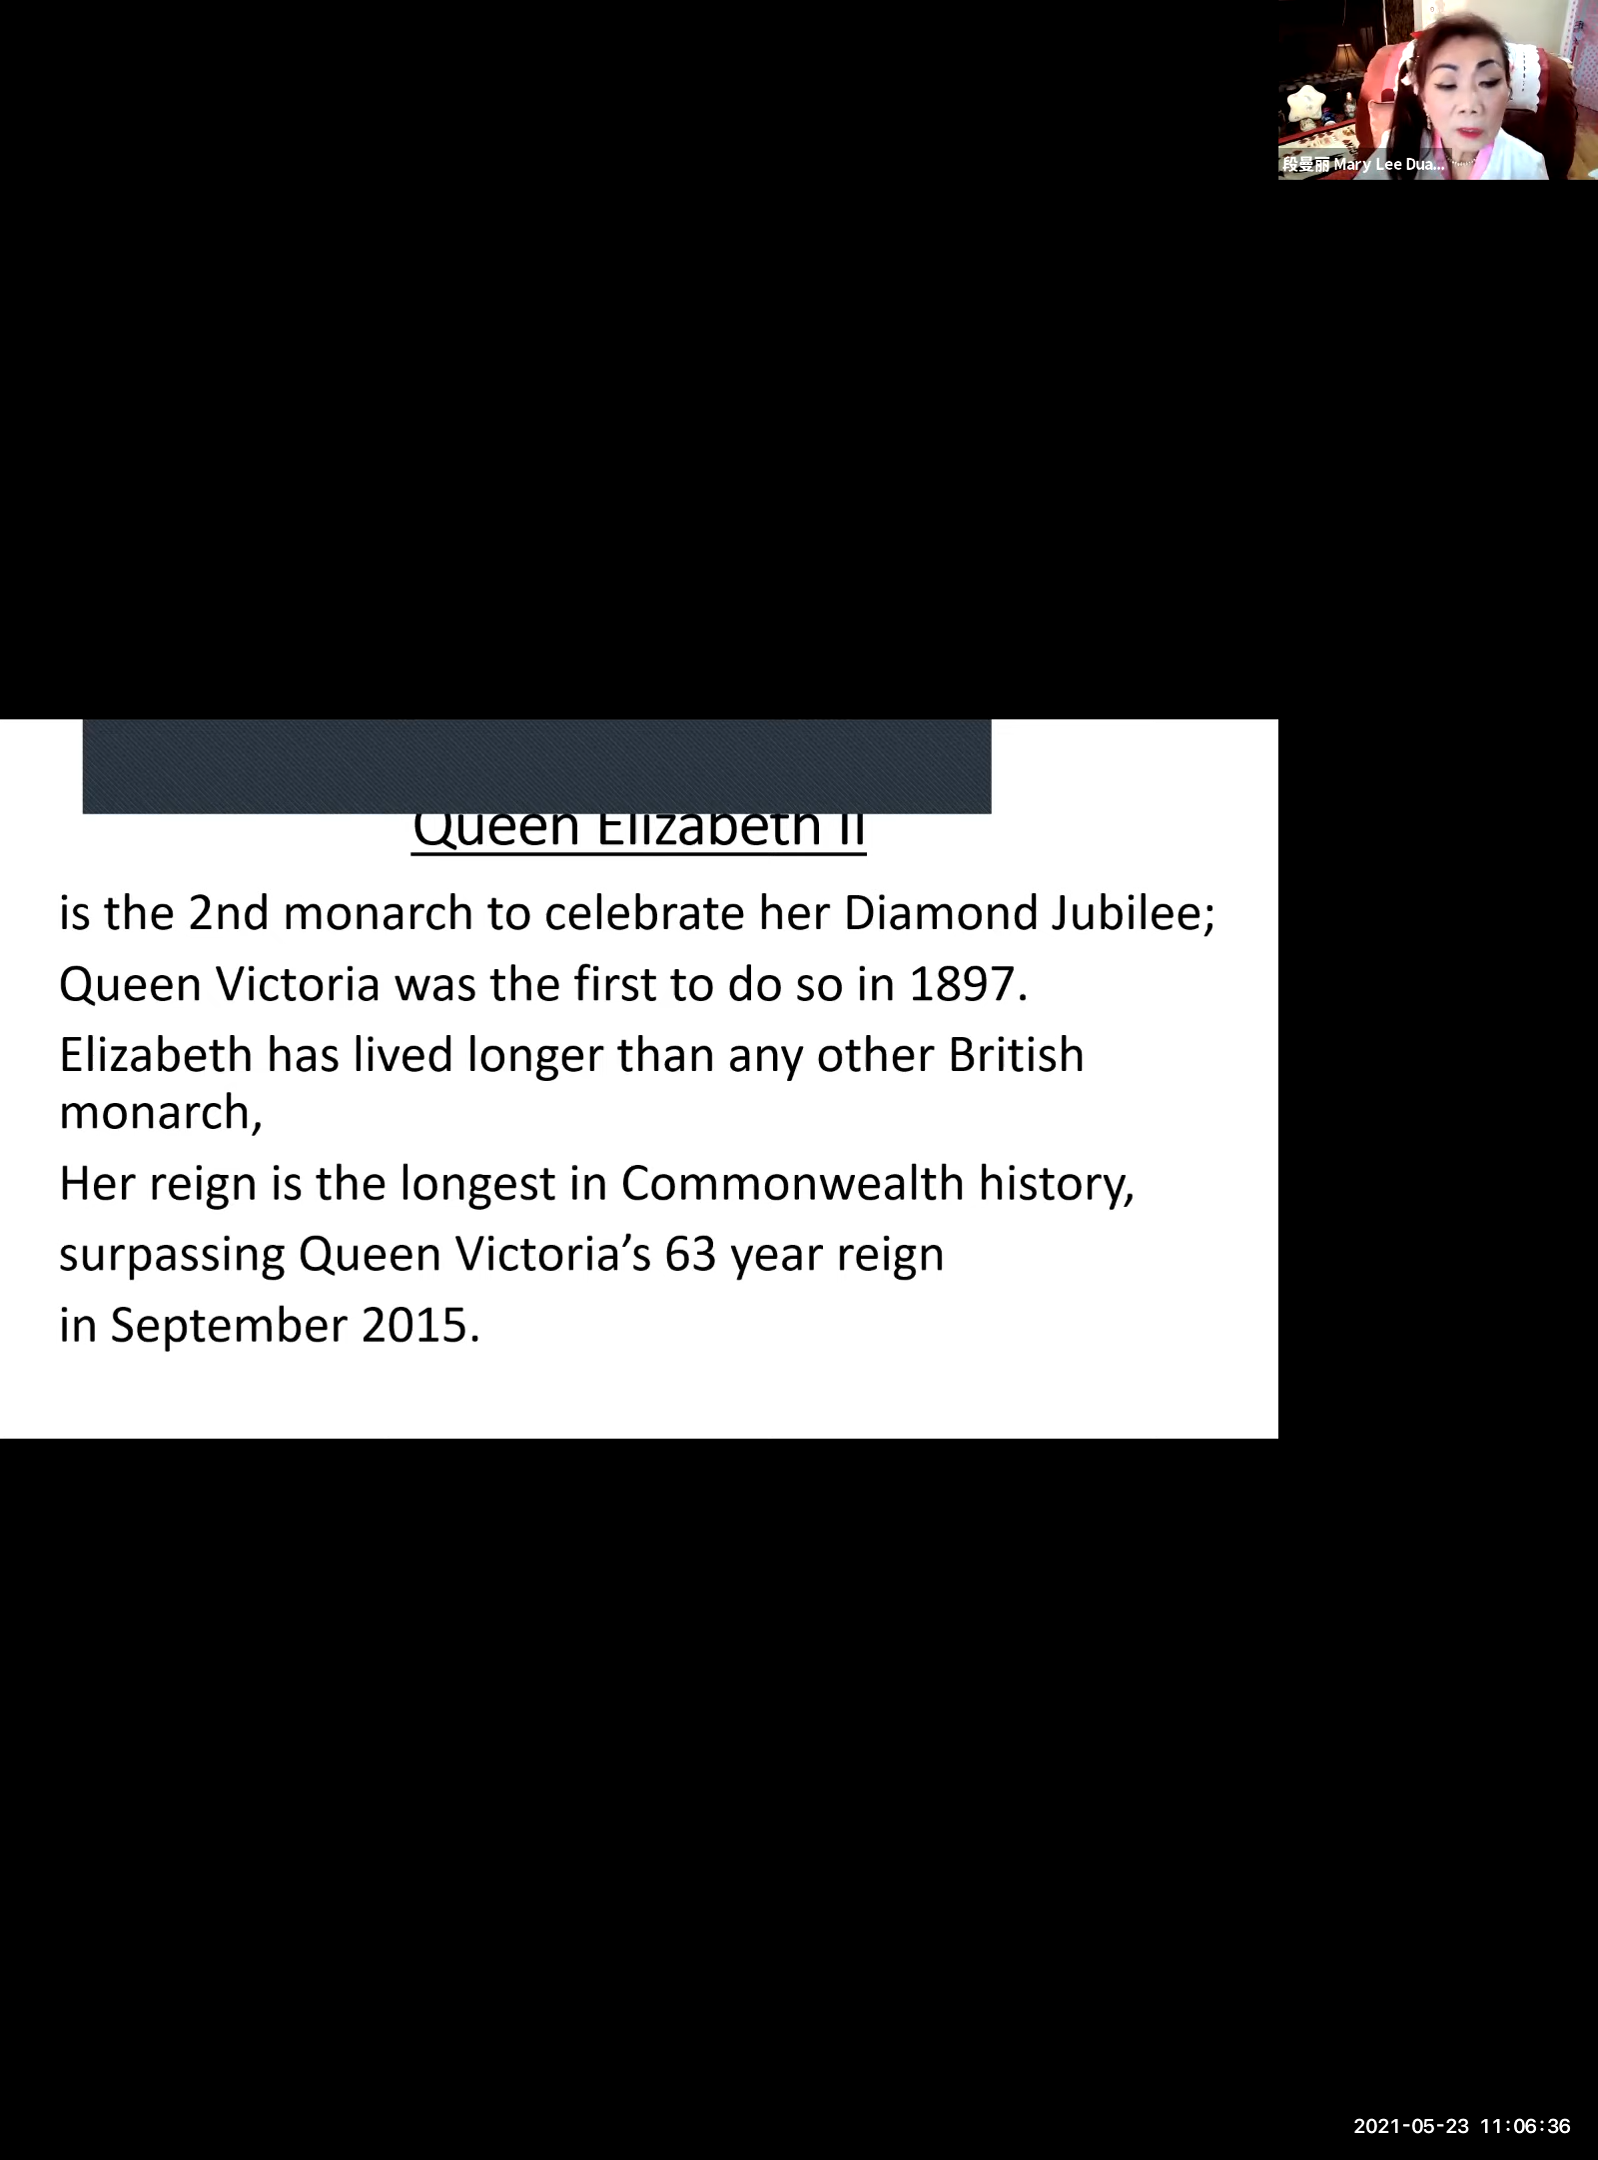 段曼丽 Mary Lee Dua...
Queen Elizabeth II
is the 2nd monarch to celebrate her Diamond Jubilee;
Queen Victoria was the first to do so in 1897.
Elizabeth has lived longer than any other British
monarch,
Her reign is the longest in Commonwealth history,
surpassing Queen Victoria’s 63 year reign
in September 2015.
2021-05-23 11:06:36